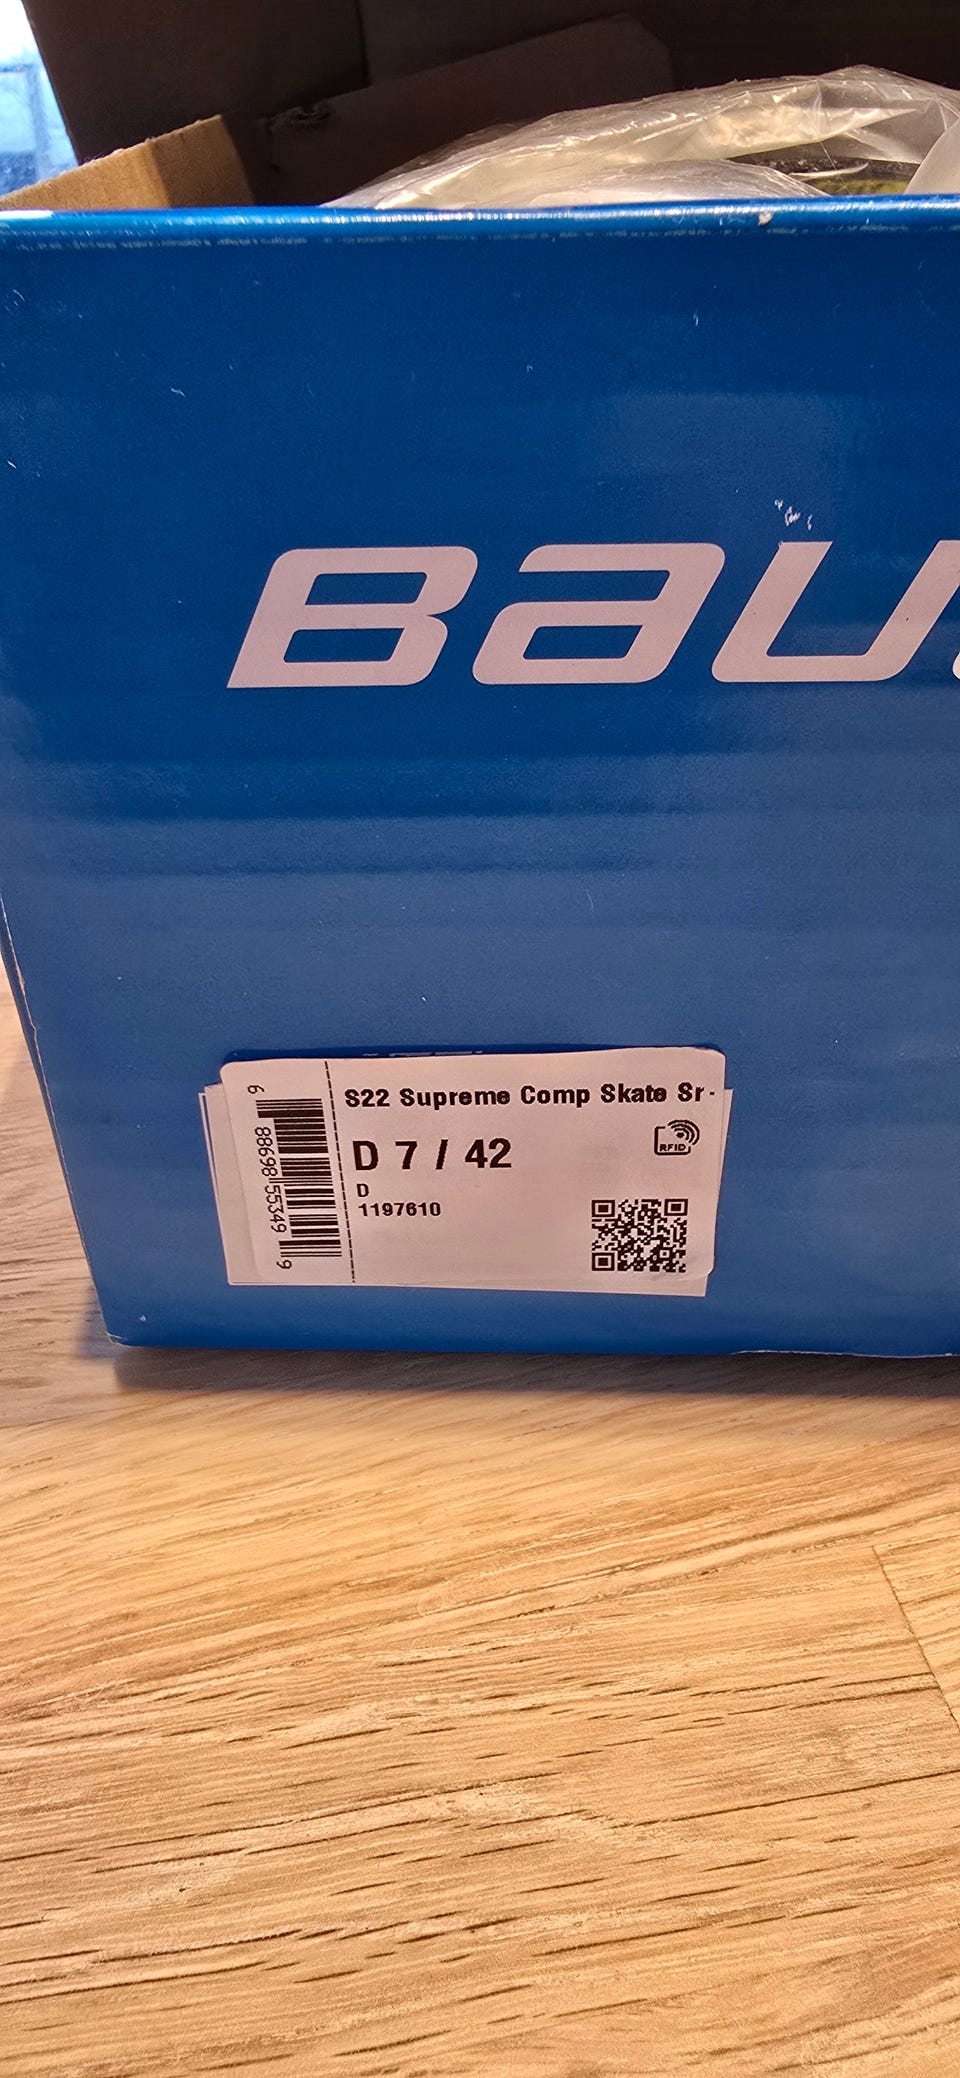 Bau
S22 Supreme Comp Skate Sr -
D 7 / 42
RFID
D
1197610
6 88698 55349 9